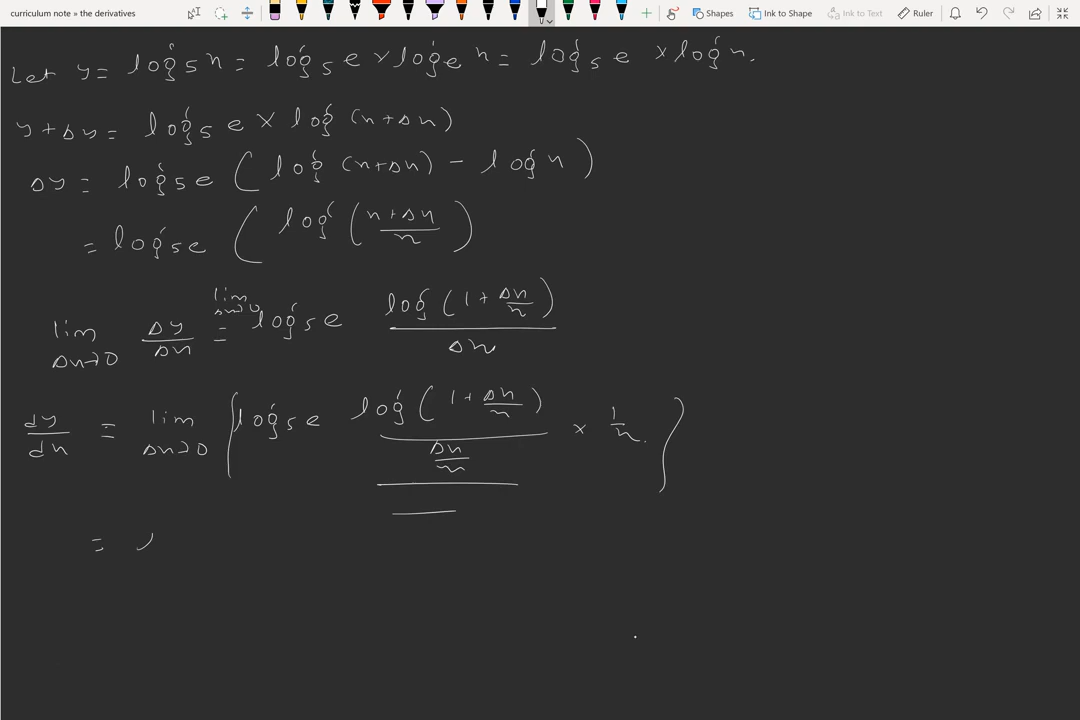 curriculum note » the derivatives
Shapes Ink to Shape Ink to Text Ruler
Let y = log₅ x = log₅ e × logₑ x = log₅ e × log x.
y + Δy = log₅ e × log (x+Δx)
Δy = log₅ e ( log (x+Δx) − log x )
= log₅ e ( log ( (x+Δx)/x )
lim Δx→0 Δy/Δx = lim Δx→0 log₅ e log (1 + Δx/x) / Δx
dy/dx = lim Δx→0 { log₅ e log (1 + Δx/x) / (Δx/x) × 1/x. }
=